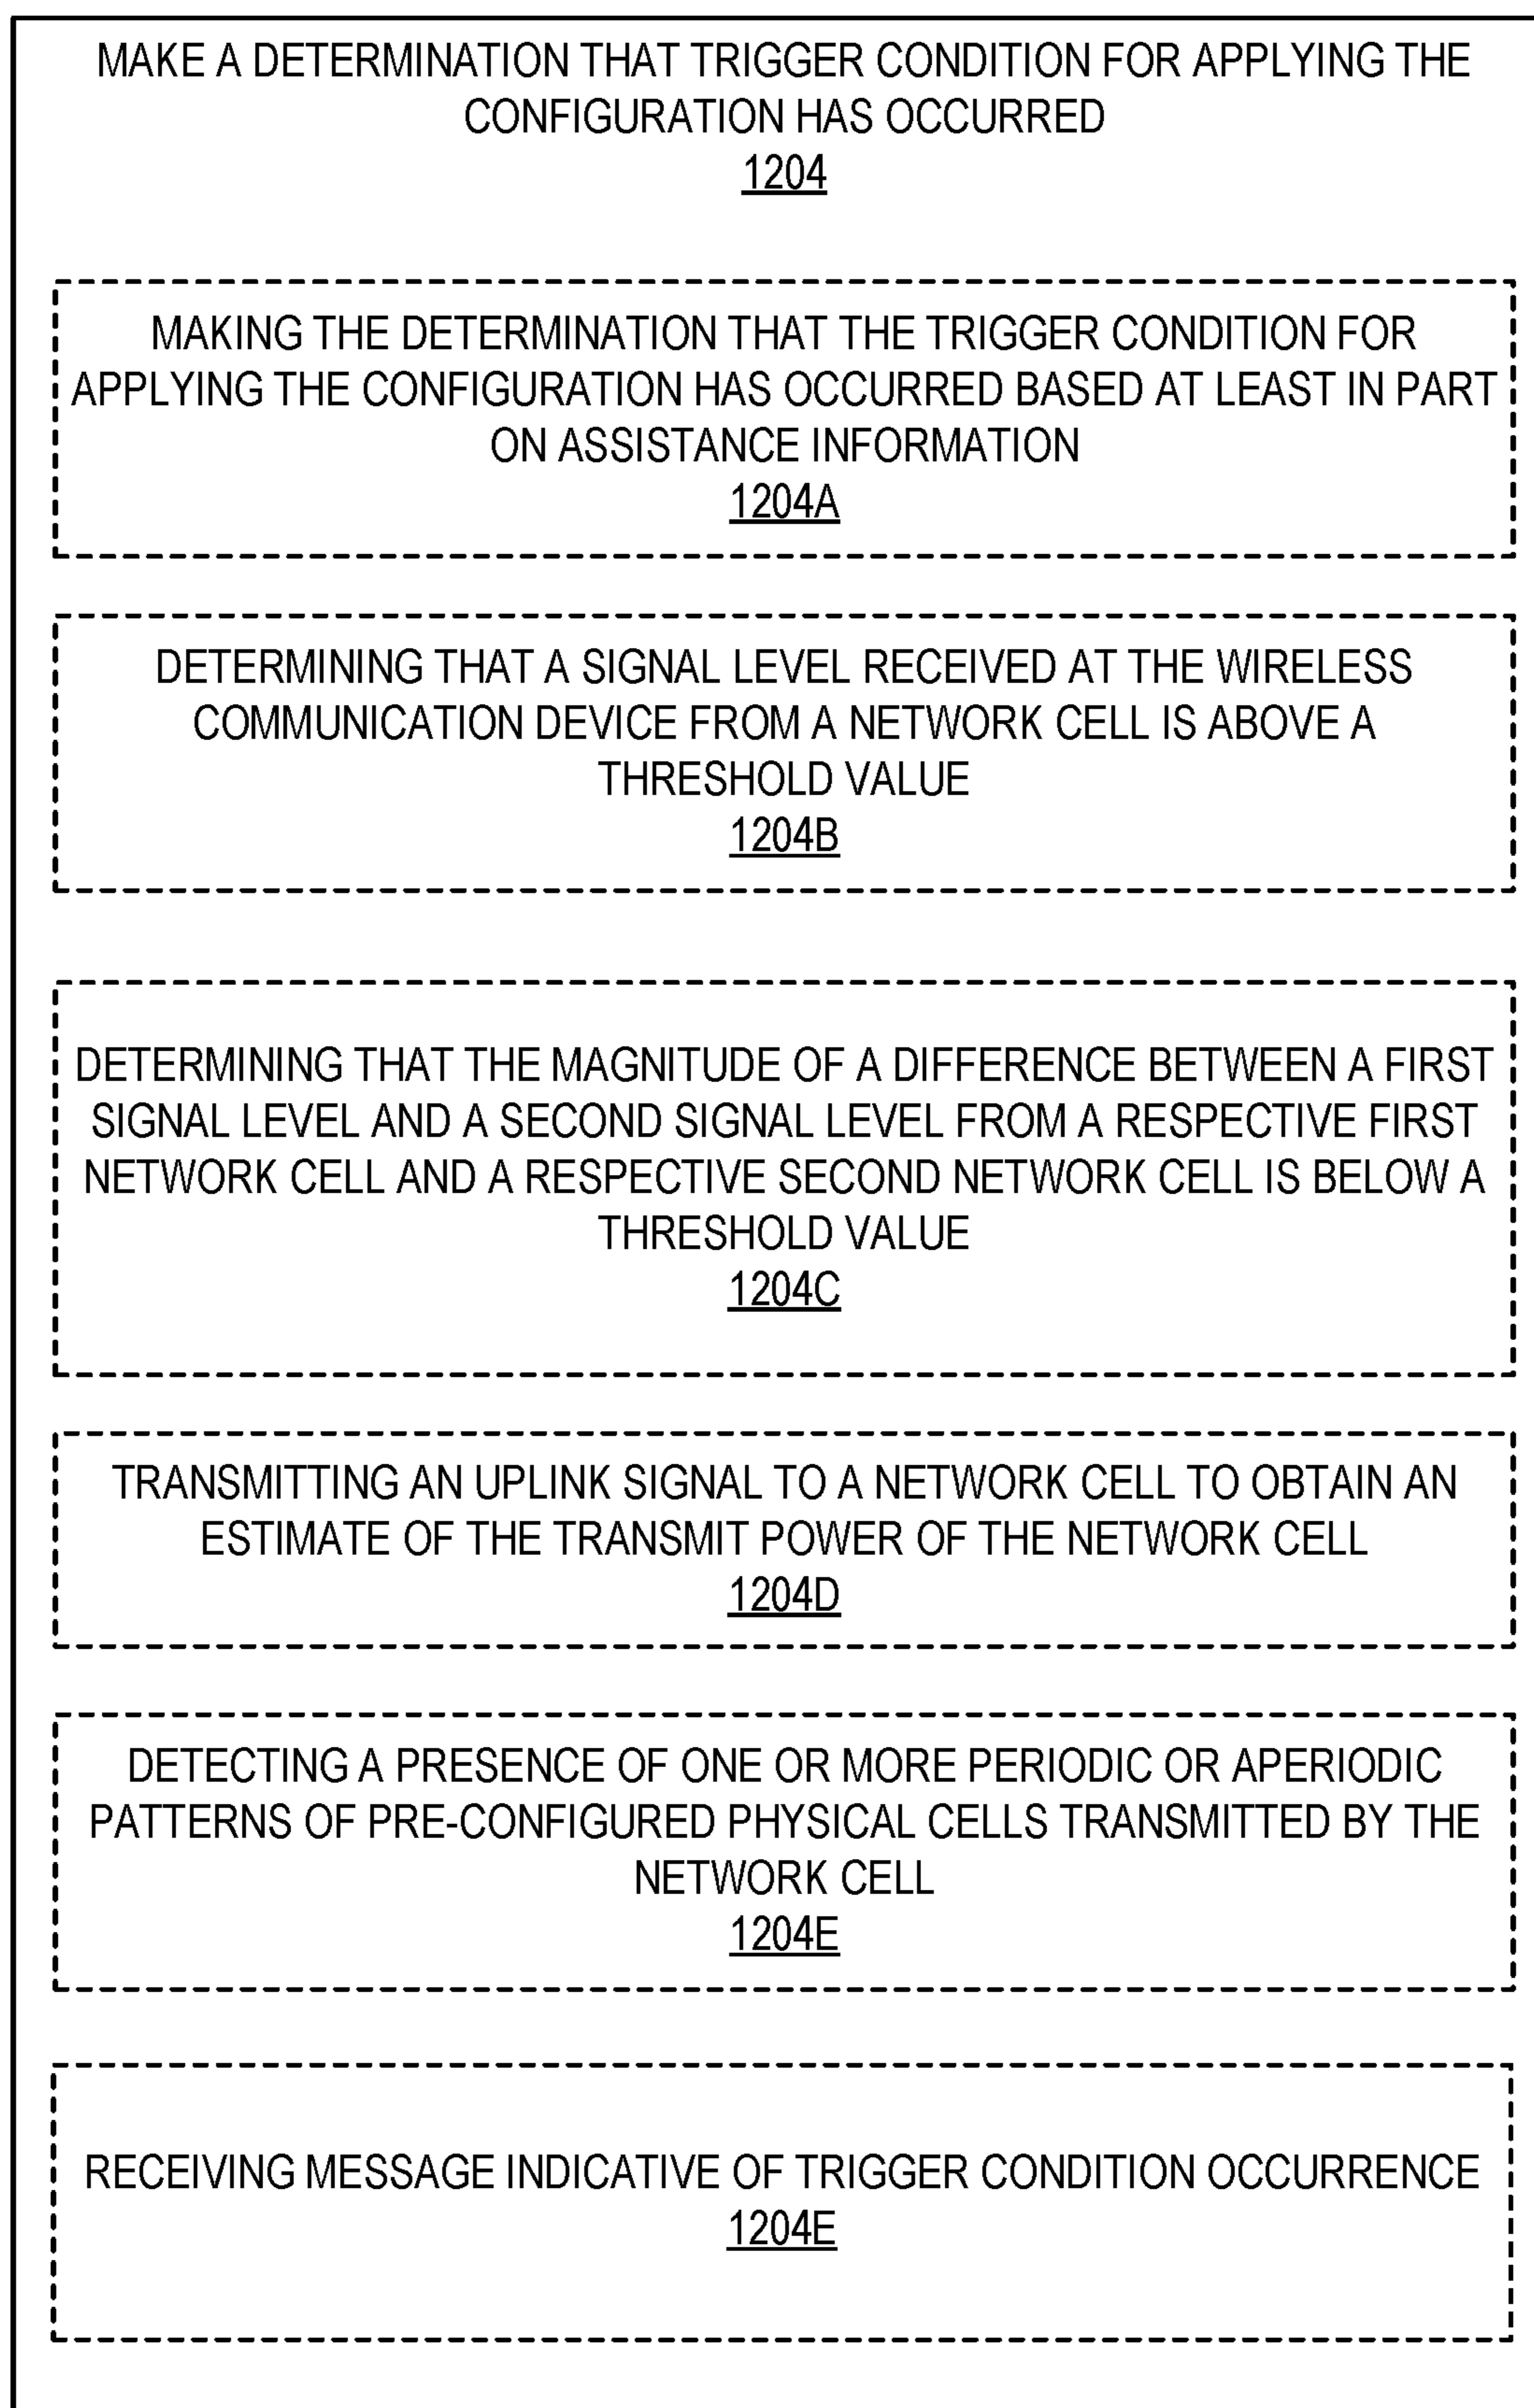 MAKE A DETERMINATION THAT TRIGGER CONDITION FOR APPLYING THE
CONFIGURATION HAS OCCURRED
1204
MAKING THE DETERMINATION THAT THE TRIGGER CONDITION FOR
APPLYING THE CONFIGURATION HAS OCCURRED BASED AT LEAST IN PART
ON ASSISTANCE INFORMATION
1204A
DETERMINING THAT A SIGNAL LEVEL RECEIVED AT THE WIRELESS
COMMUNICATION DEVICE FROM A NETWORK CELL IS ABOVE A
THRESHOLD VALUE
1204B
DETERMINING THAT THE MAGNITUDE OF A DIFFERENCE BETWEEN A FIRST
SIGNAL LEVEL AND A SECOND SIGNAL LEVEL FROM A RESPECTIVE FIRST
NETWORK CELL AND A RESPECTIVE SECOND NETWORK CELL IS BELOW A
THRESHOLD VALUE
1204C
TRANSMITTING AN UPLINK SIGNAL TO A NETWORK CELL TO OBTAIN AN
ESTIMATE OF THE TRANSMIT POWER OF THE NETWORK CELL
1204D
DETECTING A PRESENCE OF ONE OR MORE PERIODIC OR APERIODIC
PATTERNS OF PRE-CONFIGURED PHYSICAL CELLS TRANSMITTED BY THE
NETWORK CELL
1204E
RECEIVING MESSAGE INDICATIVE OF TRIGGER CONDITION OCCURRENCE
1204E